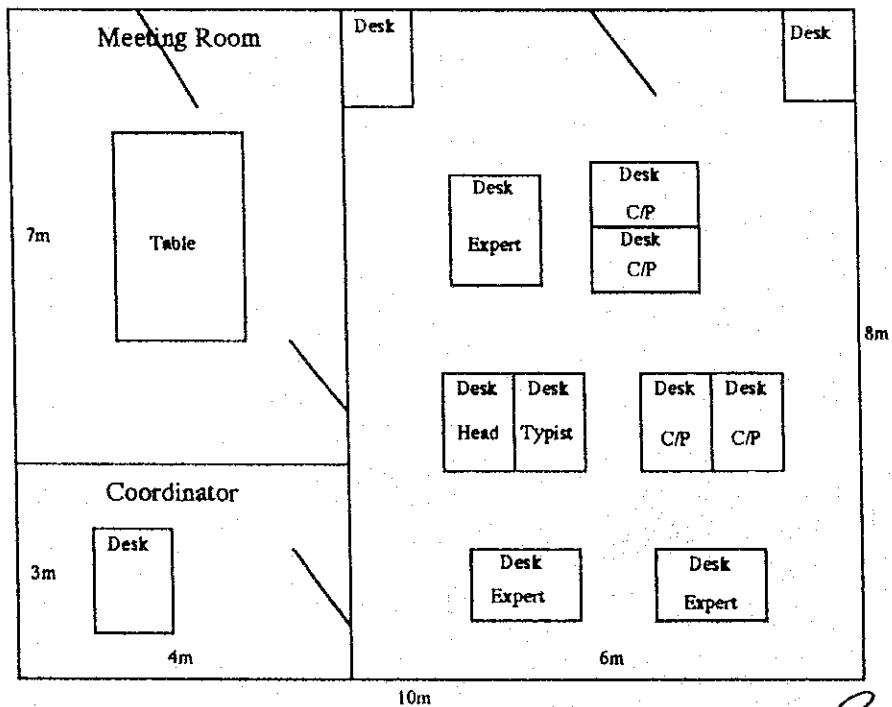 Meeting Room
Desk
Desk
Desk
Expert
Desk
C/P
Desk
C/P
7m
Table
8m
Desk
Head
Desk
Typist
Desk
C/P
Desk
C/P
Coordinator
Desk
3m
Desk
Expert
Desk
Expert
4m
6m
10m